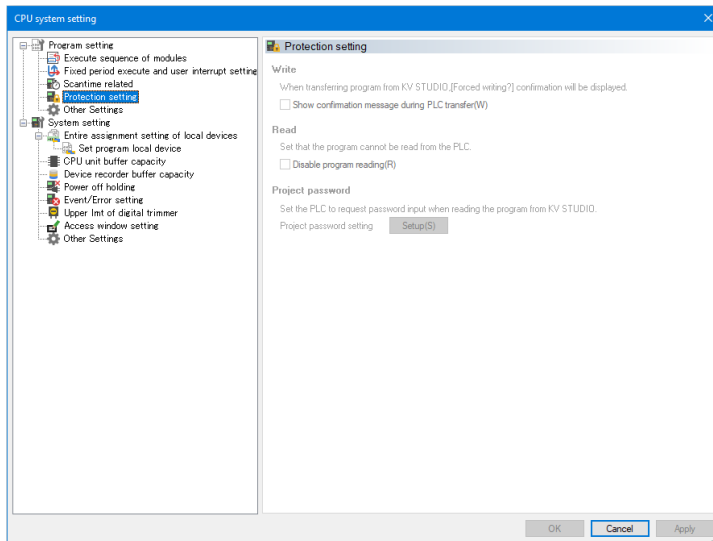 CPU system setting
Program setting
Execute sequence of modules
Fixed period execute and user interrupt setting
Scantime related
Protection setting
Other Settings
System setting
Entire assignment setting of local devices
Set program local device
CPU unit buffer capacity
Device recorder buffer capacity
Power off holding
Event/Error setting
Upper lmt of digital trimmer
Access window setting
Other Settings
Protection setting
Write
When transferring program from KV STUDIO,[Forced writing?] confirmation will be displayed.
Show confirmation message during PLC transfer(W)
Read
Set that the program cannot be read from the PLC.
Disable program reading(R)
Project password
Set the PLC to request password input when reading the program from KV STUDIO.
Project password setting Setup(S)
OK Cancel Apply